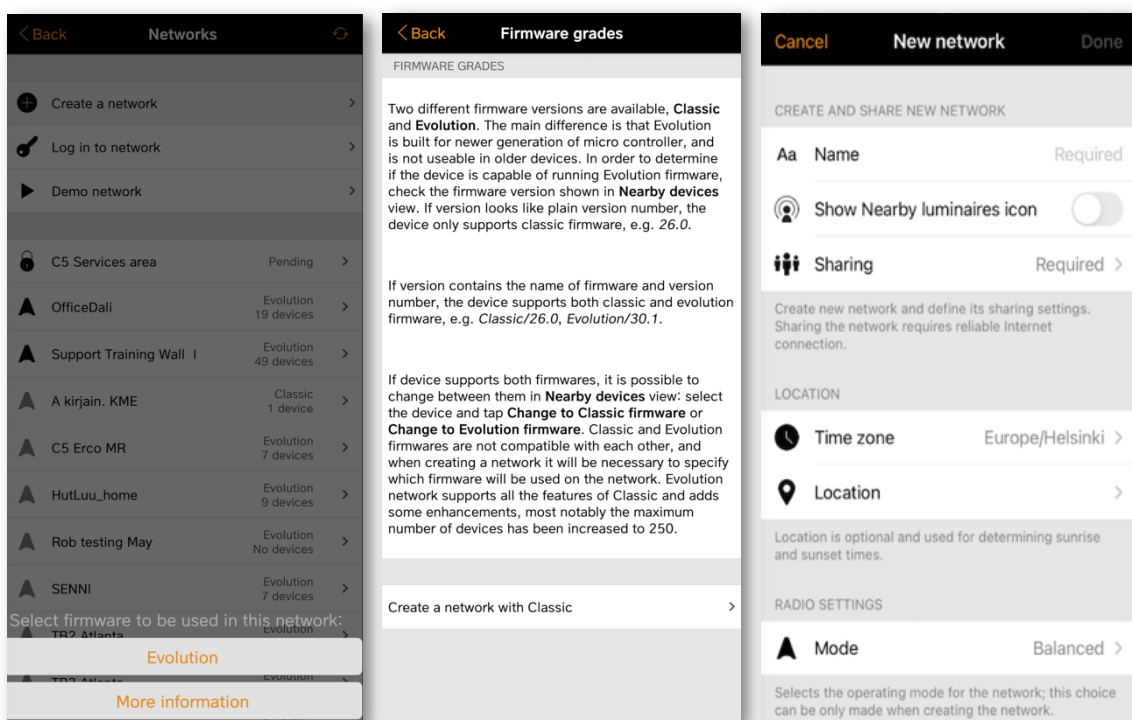 Back
Networks
Create a network
Log in to network
Demo network
C5 Services area
Pending
OfficeDali
Evolution
19 devices
Support Training Wall I
Evolution
49 devices
A kirjain. KME
Classic
1 device
C5 Erco MR
Evolution
7 devices
HutLuu_home
Evolution
9 devices
Rob testing May
Evolution
No devices
SENNI
Evolution
7 devices
Select firmware to be used in this network:
TB2 Atlanta
Evolution
Evolution
TB2 Atlanta
Evolution
More information
Back
Firmware grades
FIRMWARE GRADES
Two different firmware versions are available, Classic
and Evolution. The main difference is that Evolution
is built for newer generation of micro controller, and
is not useable in older devices. In order to determine
if the device is capable of running Evolution firmware,
check the firmware version shown in Nearby devices
view. If version looks like plain version number, the
device only supports classic firmware, e.g. 26.0.
If version contains the name of firmware and version
number, the device supports both classic and evolution
firmware, e.g. Classic/26.0, Evolution/30.1.
If device supports both firmwares, it is possible to
change between them in Nearby devices view: select
the device and tap Change to Classic firmware or
Change to Evolution firmware. Classic and Evolution
firmwares are not compatible with each other, and
when creating a network it will be necessary to specify
which firmware will be used on the network. Evolution
network supports all the features of Classic and adds
some enhancements, most notably the maximum
number of devices has been increased to 250.
Create a network with Classic
Cancel
New network
Done
CREATE AND SHARE NEW NETWORK
Aa Name
Required
Show Nearby luminaires icon
Sharing
Required
Create new network and define its sharing settings.
Sharing the network requires reliable Internet
connection.
LOCATION
Time zone
Europe/Helsinki
Location
Location is optional and used for determining sunrise
and sunset times.
RADIO SETTINGS
Mode
Balanced
Selects the operating mode for the network; this choice
can be only made when creating the network.